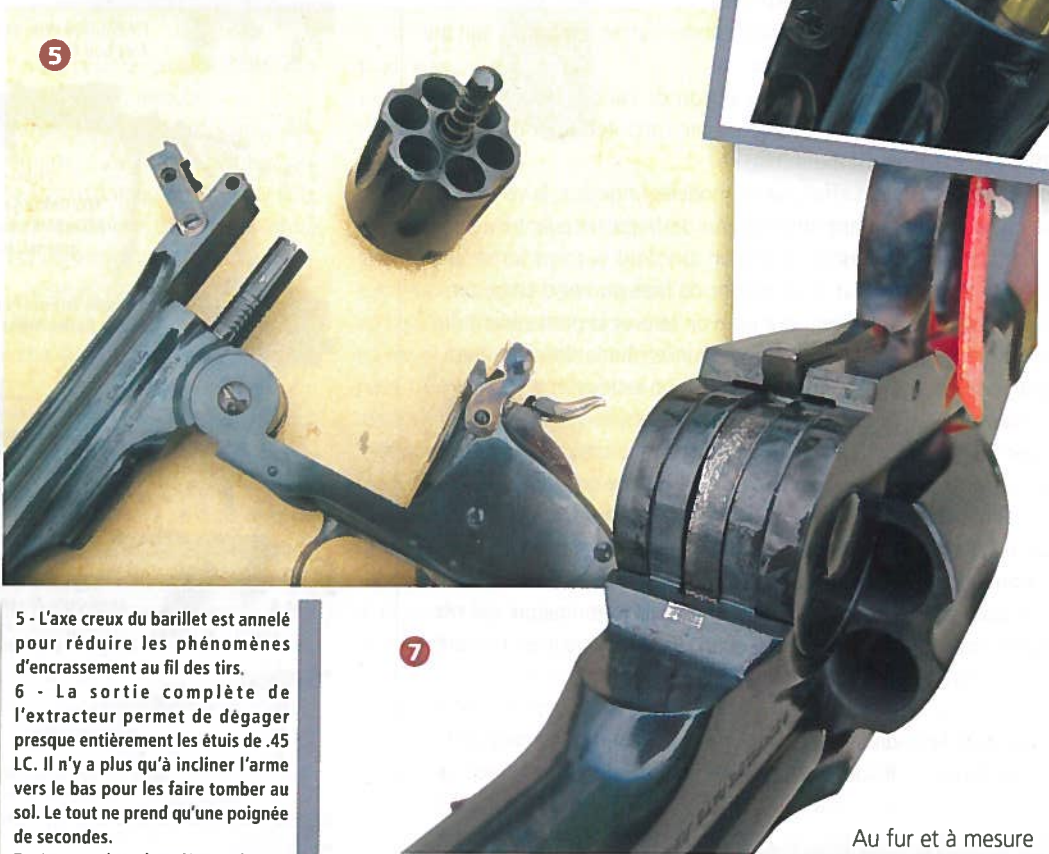 5
5 - L'axe creux du barillet est annelé
pour réduire les phénomènes
d'encrassement au fil des tirs.
6 - La sortie complète de
l'extracteur permet de dégager
presque entièrement les étuis de .45
LC. Il n'y a plus qu'à incliner l'arme
vers le bas pour les faire tomber au
sol. Le tout ne prend qu'une poignée
de secondes.
7
Au fur et à mesure